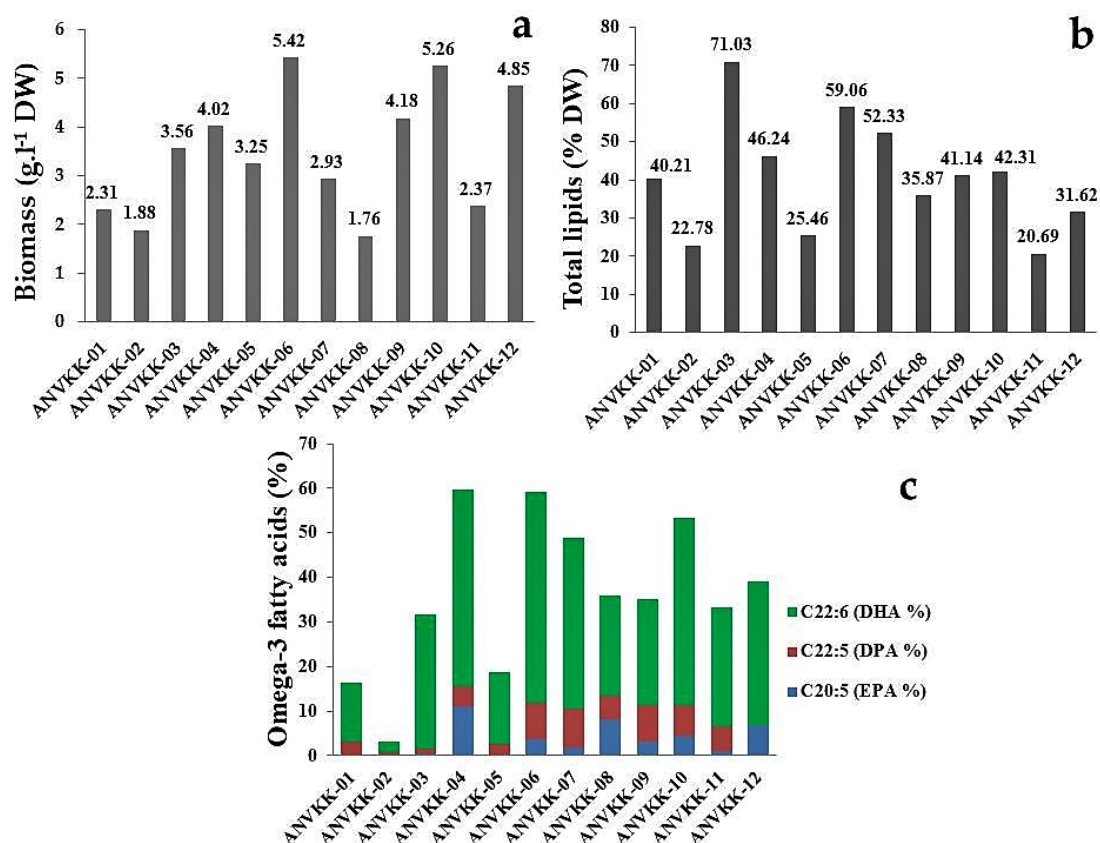 a
Biomass (g.l⁻¹ DW)
6
5
4
3
2
1
0
2.31
1.88
3.56
4.02
3.25
5.42
2.93
1.76
4.18
5.26
2.37
4.85
ANVKK-01
ANVKK-02
ANVKK-03
ANVKK-04
ANVKK-05
ANVKK-06
ANVKK-07
ANVKK-08
ANVKK-09
ANVKK-10
ANVKK-11
ANVKK-12
b
Total lipids (% DW)
80
70
60
50
40
30
20
10
0
40.21
22.78
71.03
46.24
25.46
59.06
52.33
35.87
41.14
42.31
20.69
31.62
ANVKK-01
ANVKK-02
ANVKK-03
ANVKK-04
ANVKK-05
ANVKK-06
ANVKK-07
ANVKK-08
ANVKK-09
ANVKK-10
ANVKK-11
ANVKK-12
c
Omega-3 fatty acids (%)
70
60
50
40
30
20
10
0
ANVKK-01
ANVKK-02
ANVKK-03
ANVKK-04
ANVKK-05
ANVKK-06
ANVKK-07
ANVKK-08
ANVKK-09
ANVKK-10
ANVKK-11
ANVKK-12
C22:6 (DHA %)
C22:5 (DPA %)
C20:5 (EPA %)